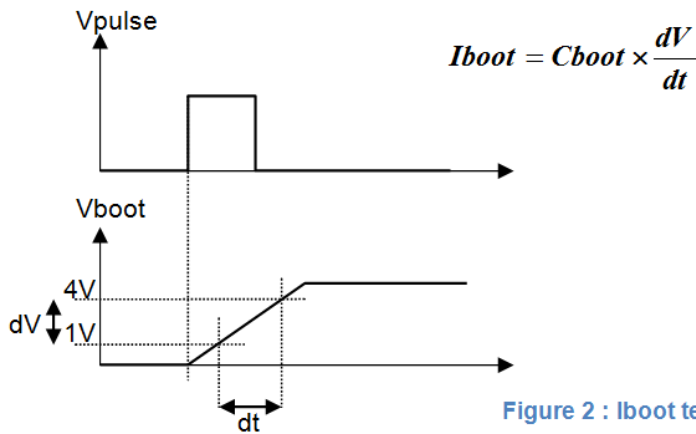 Vpulse
Iboot = Cboot × dV/dt
Vboot
4V
dV
1V
dt
Figure 2 : Iboot te